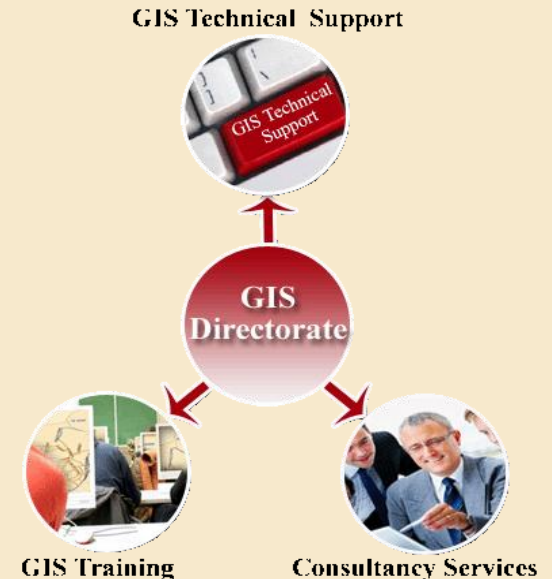 GIS Technical Support
GIS Technical
Support
GIS
Directorate
GIS Training
Consultancy Services